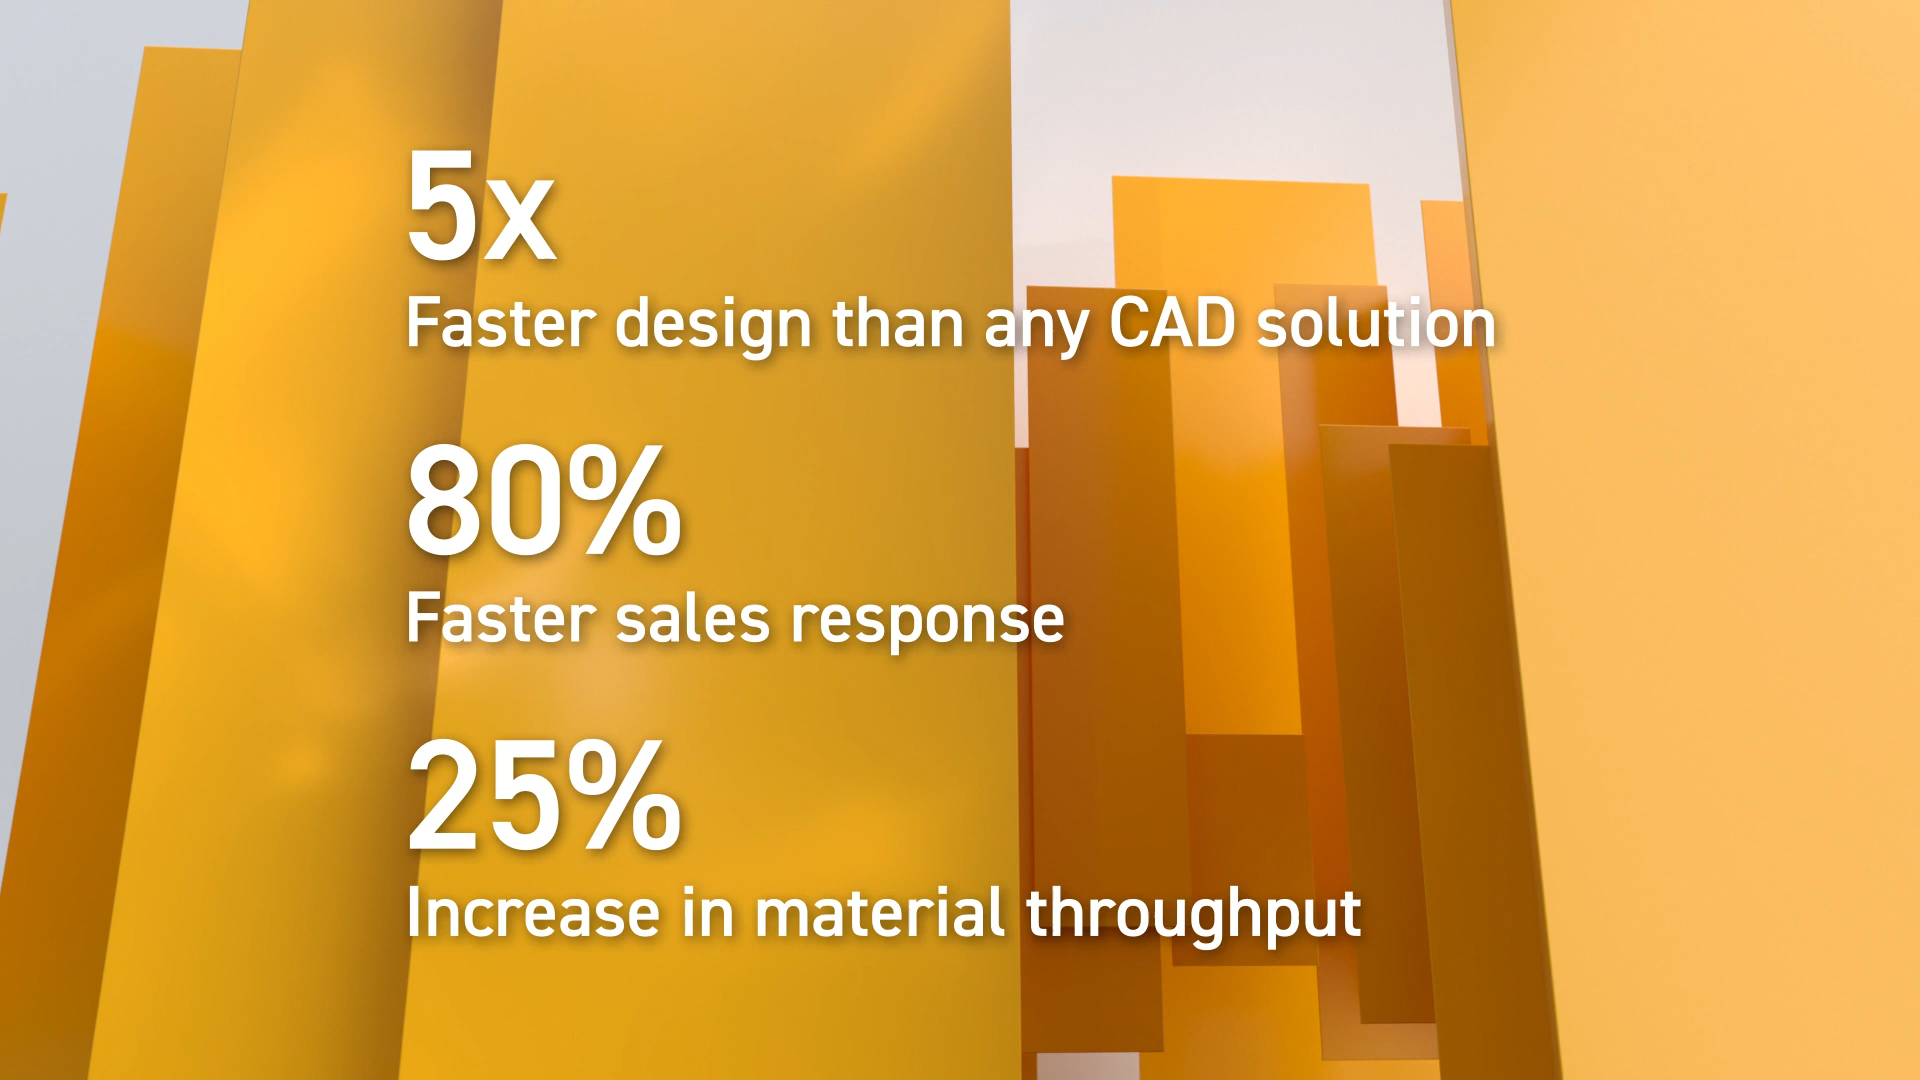 5x
Faster design than any CAD solution
80%
Faster sales response
25%
Increase in material throughput